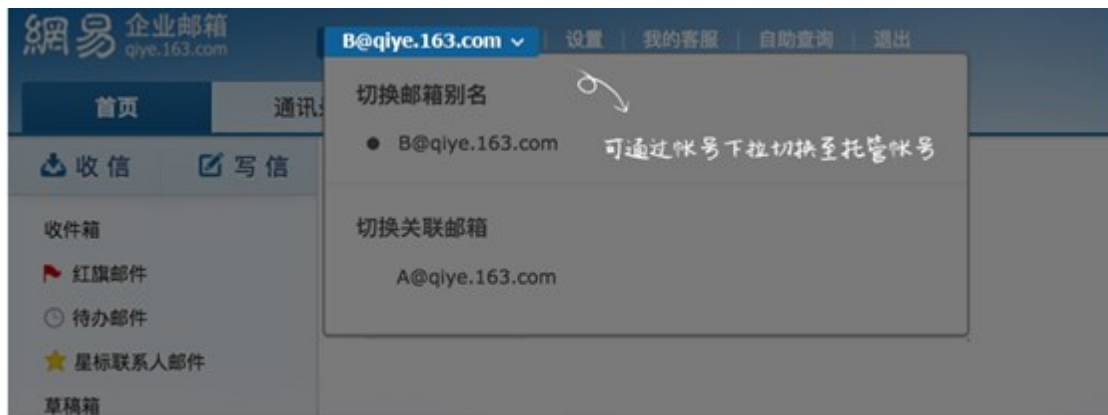 網易 企业邮箱
qiye.163.com
B@qiye.163.com
设置 | 我的客服 | 自助查询 | 退出
首页
切换邮箱别名
B@qiye.163.com
可通过帐号下拉切换至托管帐号
收信
写信
收件箱
切换关联邮箱
A@qiye.163.com
红旗邮件
待办邮件
星标联系人邮件
草稿箱